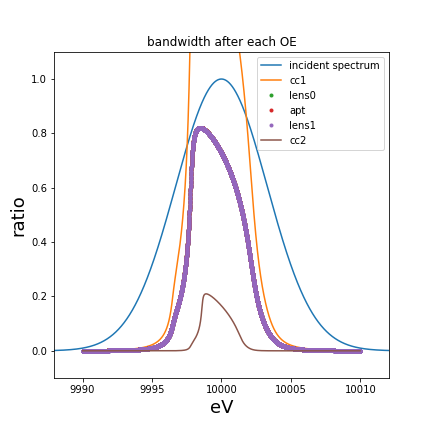 bandwidth after each OE
incident spectrum
cc1
lens0
apt
lens1
cc2
ratio
1.0
0.8
0.6
0.4
0.2
0.0
9990
9995
10000
10005
10010
eV